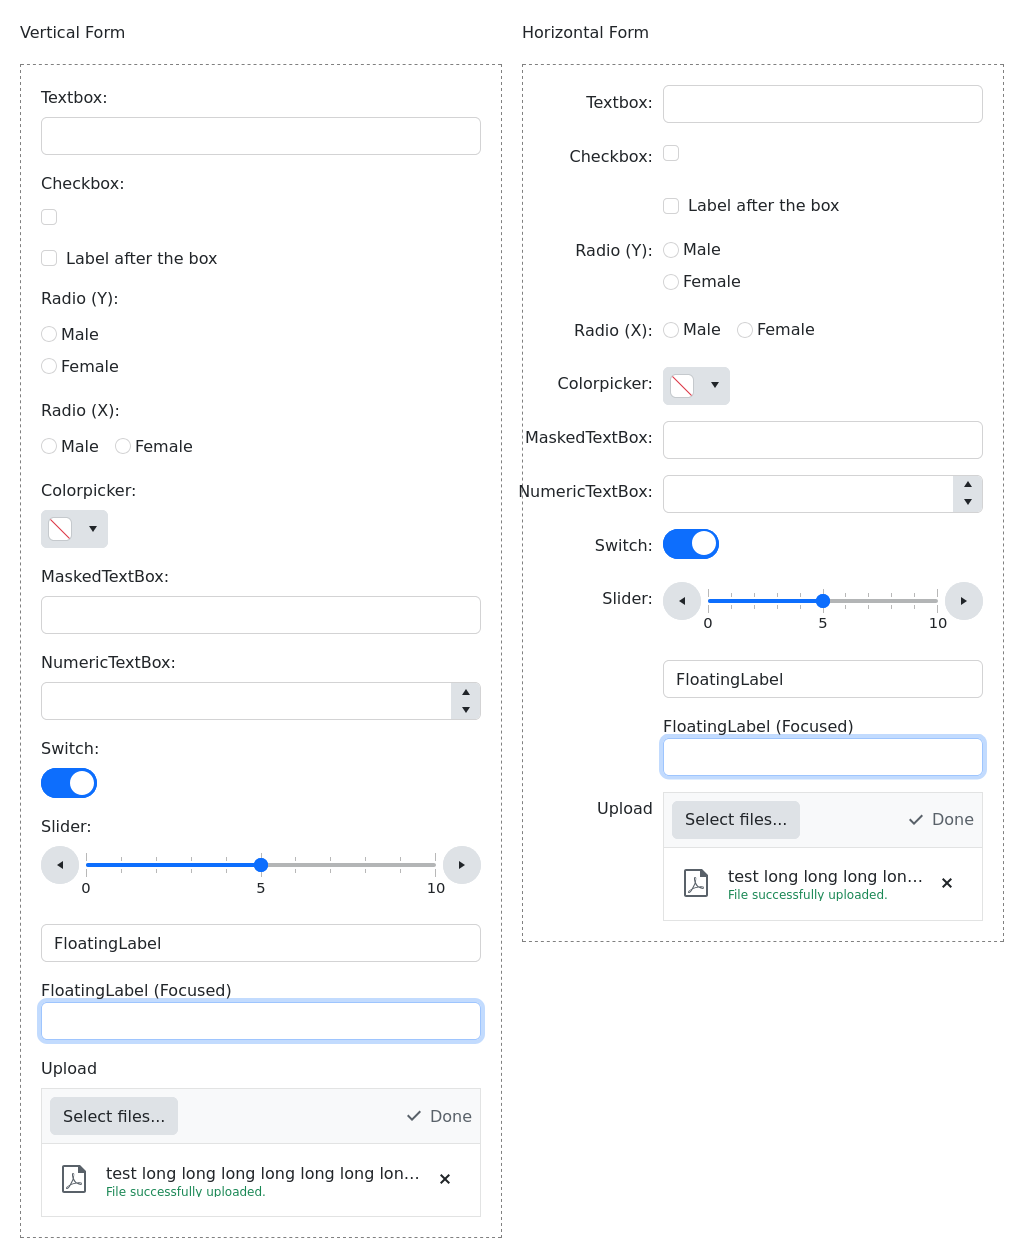 Vertical Form
Textbox:
Checkbox:
Label after the box
Radio (Y):
Male
Female
Radio (X):
Male Female
Colorpicker:
MaskedTextBox:
NumericTextBox:
Switch:
Slider:
0 5 10
FloatingLabel
FloatingLabel (Focused)
Upload
Select files... Done
test long long long long long long lon...
File successfully uploaded.
Horizontal Form
Textbox:
Checkbox:
Label after the box
Radio (Y): Male
Female
Radio (X): Male Female
Colorpicker:
MaskedTextBox:
NumericTextBox:
Switch:
Slider:
0 5 10
FloatingLabel
FloatingLabel (Focused)
Upload Select files... Done
test long long long lon...
File successfully uploaded.